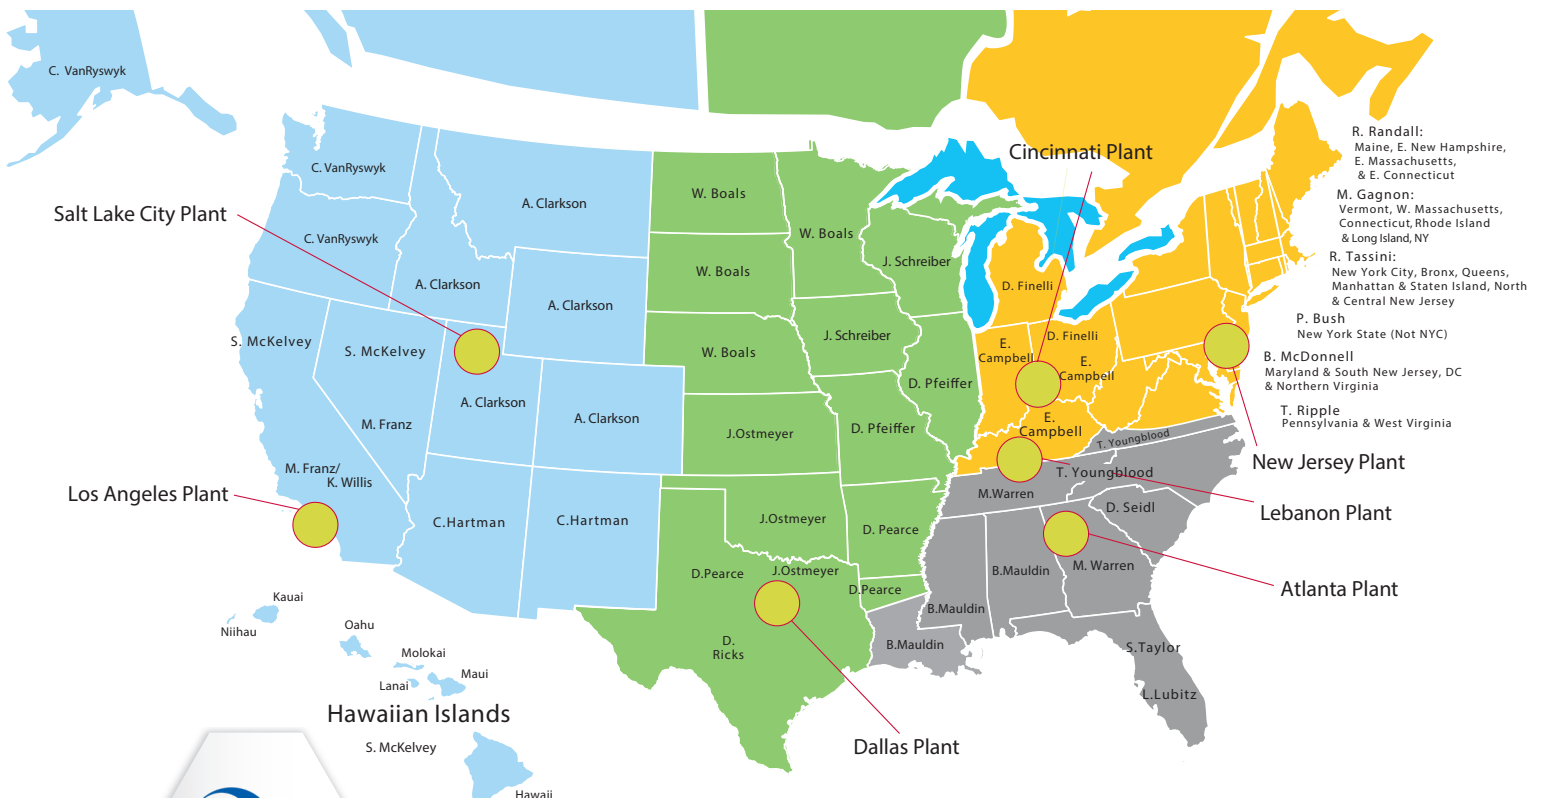 C. VanRyswyk
R. Randall:
Maine, E. New Hampshire,
E. Massachusetts,
& E. Connecticut
Cincinnati Plant
C. VanRyswyk
A. Clarkson
W. Boals
M. Gagnon:
Vermont, W. Massachusetts,
Connecticut, Rhode Island
& Long Island, NY
Salt Lake City Plant
C. VanRyswyk
W. Boals
J. Schreiber
R. Tassini:
New York City, Bronx, Queens,
Manhattan & Staten Island, North
& Central New Jersey
W. Boals
A. Clarkson
D. Finelli
A. Clarkson
P. Bush
New York State (Not NYC)
S. McKelvey
S. McKelvey
J. Schreiber
D. Finelli
E.
Campbell
W. Boals
B. McDonnell
Maryland & South New Jersey, DC
& Northern Virginia
E.
Campbell
D. Pfeiffer
A. Clarkson
A. Clarkson
T. Ripple
Pennsylvania & West Virginia
M. Franz
J.Ostmeyer
D. Pfeiffer
E.
Campbell
T. Youngblood
New Jersey Plant
M. Franz/
K. Willis
T. Youngblood
Los Angeles Plant
M.Warren
D. Seidl
Lebanon Plant
C.Hartman
C.Hartman
J.Ostmeyer
D. Pearce
D.Pearce
J.Ostmeyer
B.Mauldin
M. Warren
Atlanta Plant
D.Pearce
B.Mauldin
Kauai
Niihau
Oahu
D.
Ricks
B.Mauldin
S.Taylor
Molokai
Maui
Lanai
L.Lubitz
Hawaiian Islands
S. McKelvey
Dallas Plant
Hawaii